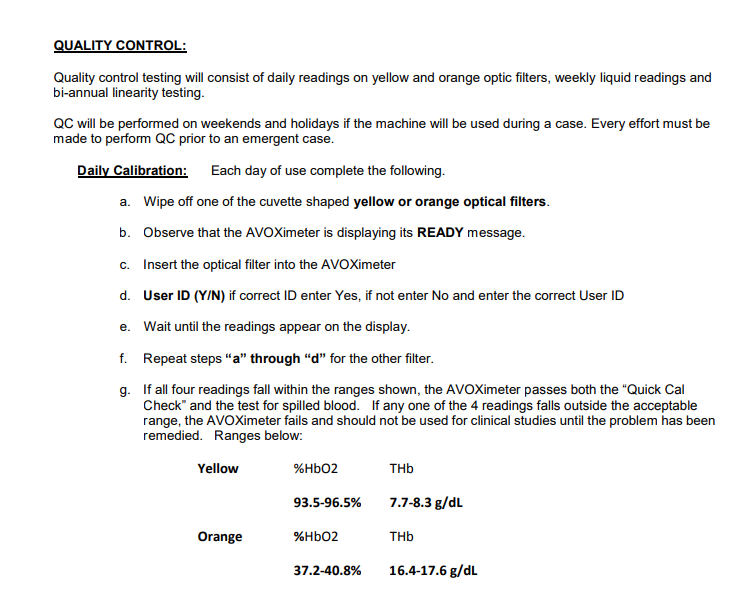 QUALITY CONTROL:
Quality control testing will consist of daily readings on yellow and orange optic filters, weekly liquid readings and
bi-annual linearity testing.
QC will be performed on weekends and holidays if the machine will be used during a case. Every effort must be
made to perform QC prior to an emergent case.
Daily Calibration: Each day of use complete the following.
a. Wipe off one of the cuvette shaped yellow or orange optical filters.
b. Observe that the AVOXimeter is displaying its READY message.
c. Insert the optical filter into the AVOXimeter
d. User ID (Y/N) if correct ID enter Yes, if not enter No and enter the correct User ID
e. Wait until the readings appear on the display.
f. Repeat steps “a” through “d” for the other filter.
g. If all four readings fall within the ranges shown, the AVOXimeter passes both the “Quick Cal
Check” and the test for spilled blood. If any one of the 4 readings falls outside the acceptable
range, the AVOXimeter fails and should not be used for clinical studies until the problem has been
remedied. Ranges below:
Yellow %HbO2 THb
93.5-96.5% 7.7-8.3 g/dL
Orange %HbO2 THb
37.2-40.8% 16.4-17.6 g/dL